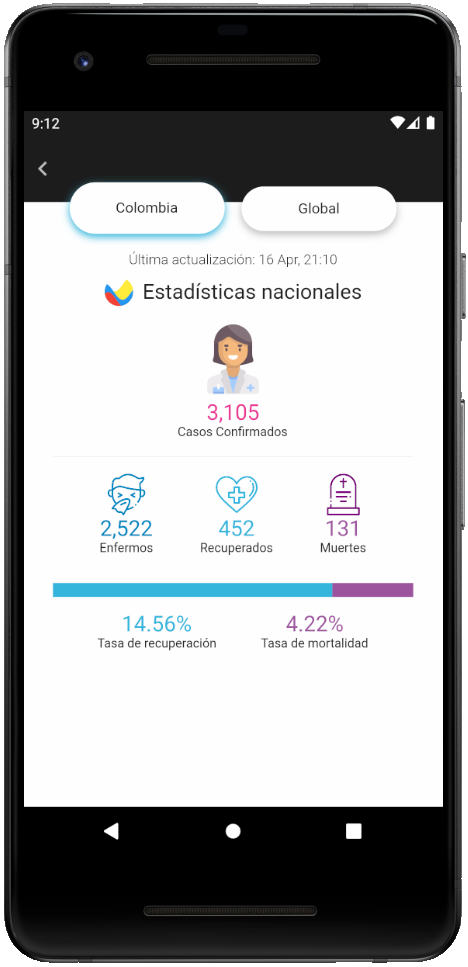 9:12
Colombia
Global
Última actualización: 16 Apr, 21:10
Estadísticas nacionales
3,105
Casos Confirmados
2,522
452
131
Enfermos
Recuperados
Muertes
14.56%
4.22%
Tasa de recuperación
Tasa de mortalidad